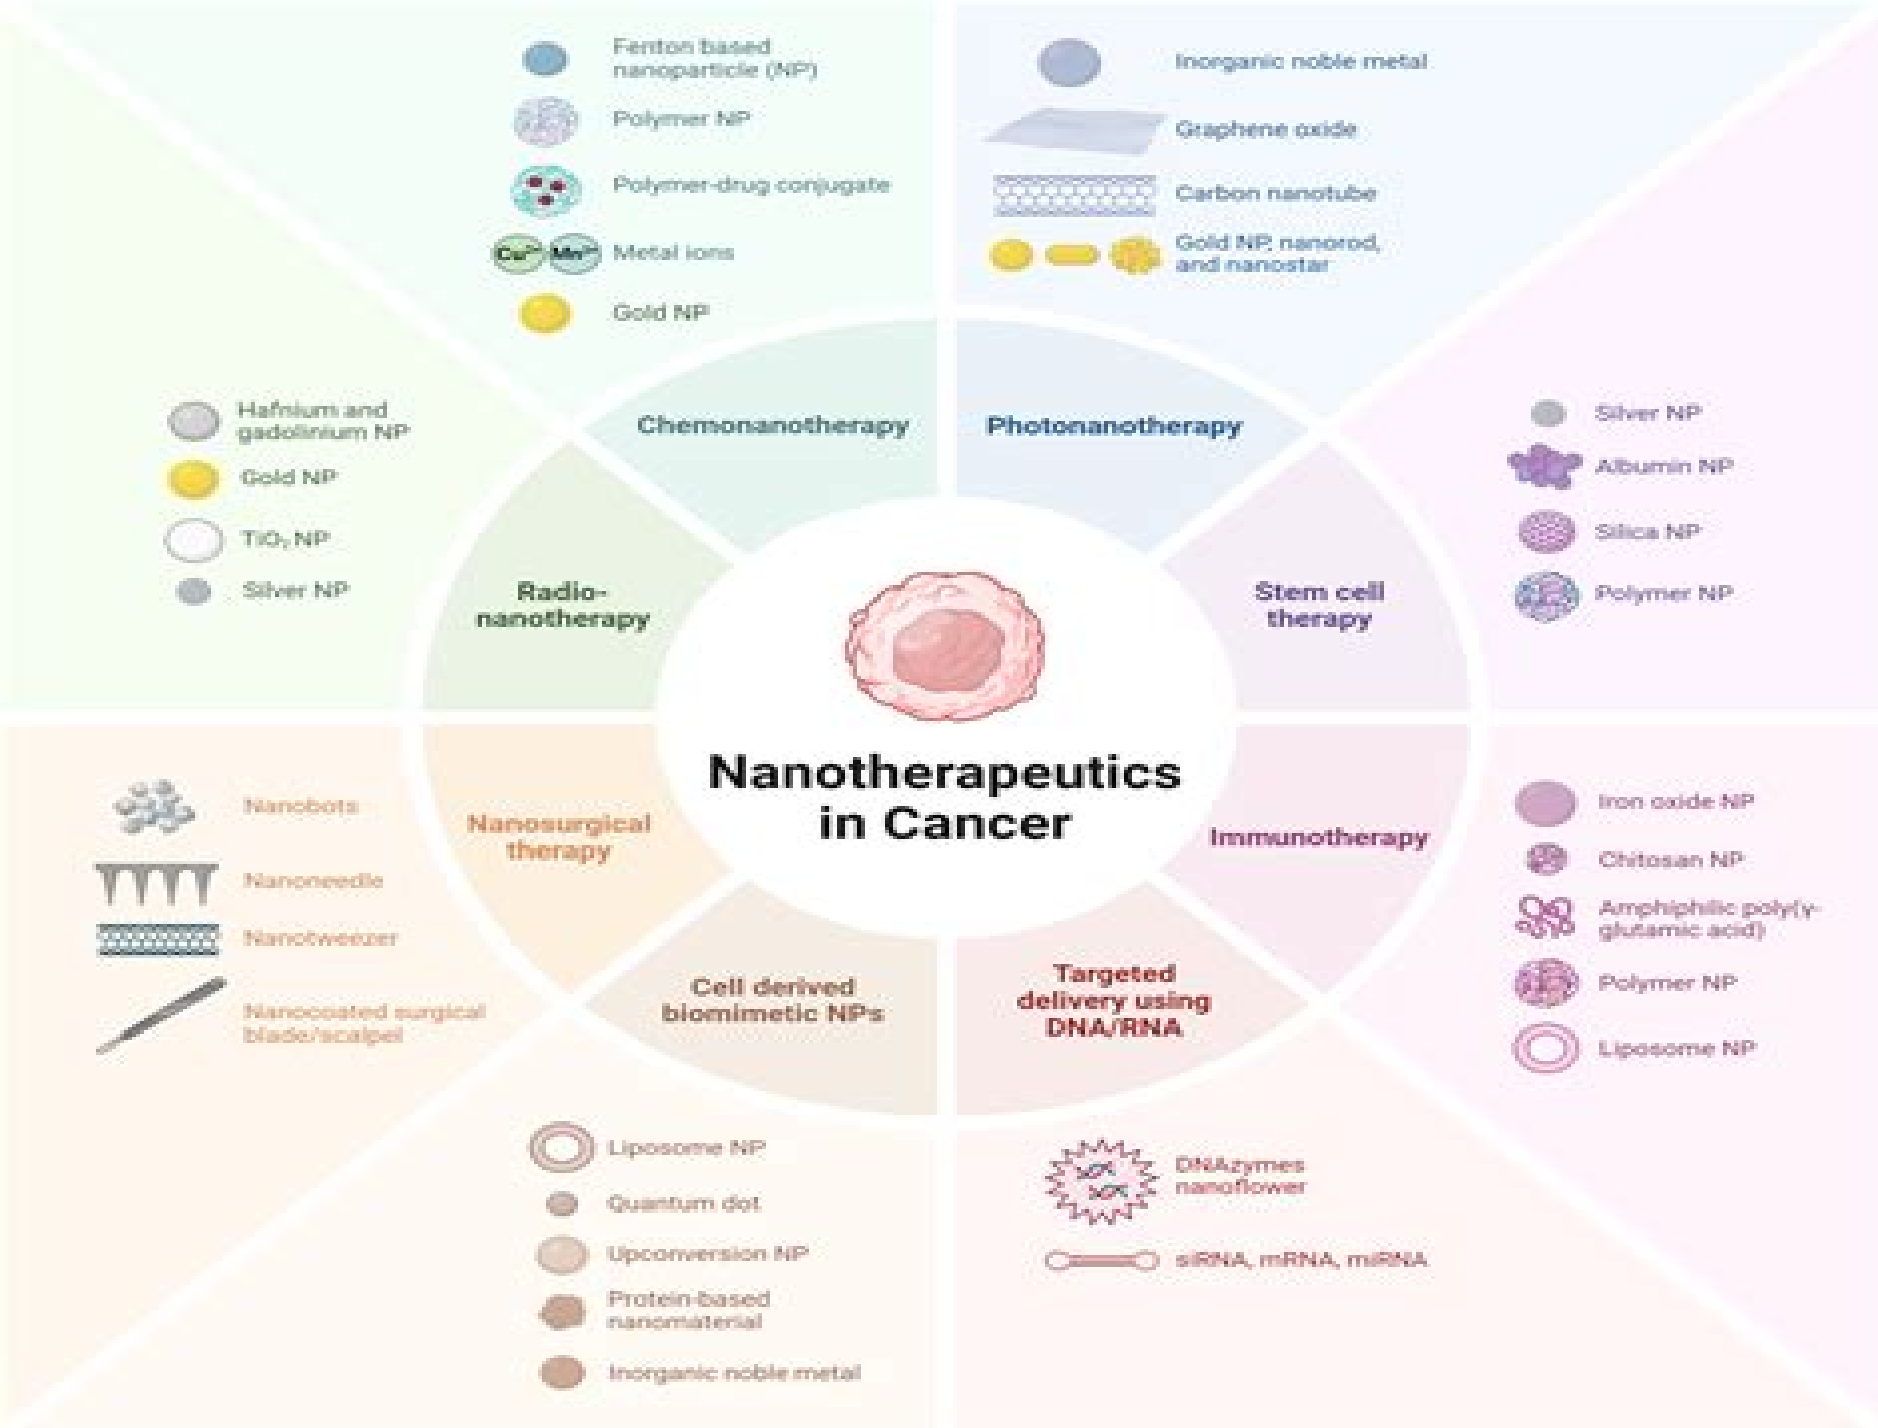 Fenton based
nanoparticle (NP)
Polymer NP
Polymer-drug conjugate
Cu²⁺ Mn²⁺ Metal ions
Gold NP
Inorganic noble metal
Graphene oxide
Carbon nanotube
Gold NP, nanorod,
and nanostar
Hafnium and
gadolinium NP
Gold NP
TiO₂ NP
Silver NP
Chemonanotherapy
Photonanotherapy
Radio-
nanotherapy
Stem cell
therapy
Silver NP
Albumin NP
Silica NP
Polymer NP
Nanotherapeutics
in Cancer
Nanobots
Nanoneedle
Nanotweezer
Nanocoated surgical
blade/scalpel
Nanosurgical
therapy
Immunotherapy
Iron oxide NP
Chitosan NP
Amphiphilic poly(γ-
glutamic acid)
Polymer NP
Liposome NP
Cell derived
biomimetic NPs
Targeted
delivery using
DNA/RNA
Liposome NP
Quantum dot
Upconversion NP
Protein-based
nanomaterial
Inorganic noble metal
DNAzymes
nanoflower
siRNA, mRNA, miRNA